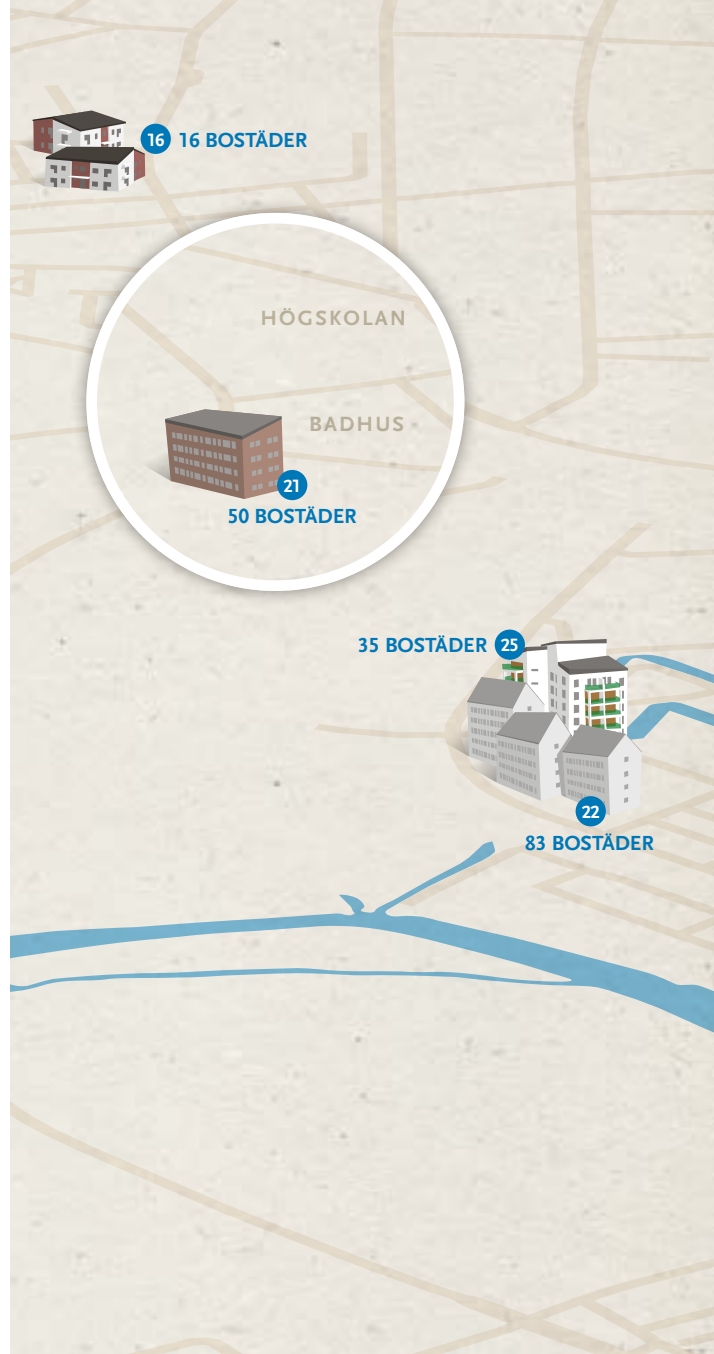 16 16 BOSTÄDER
HÖGSKOLAN
BADHUS
21
50 BOSTÄDER
35 BOSTÄDER 25
22
83 BOSTÄDER